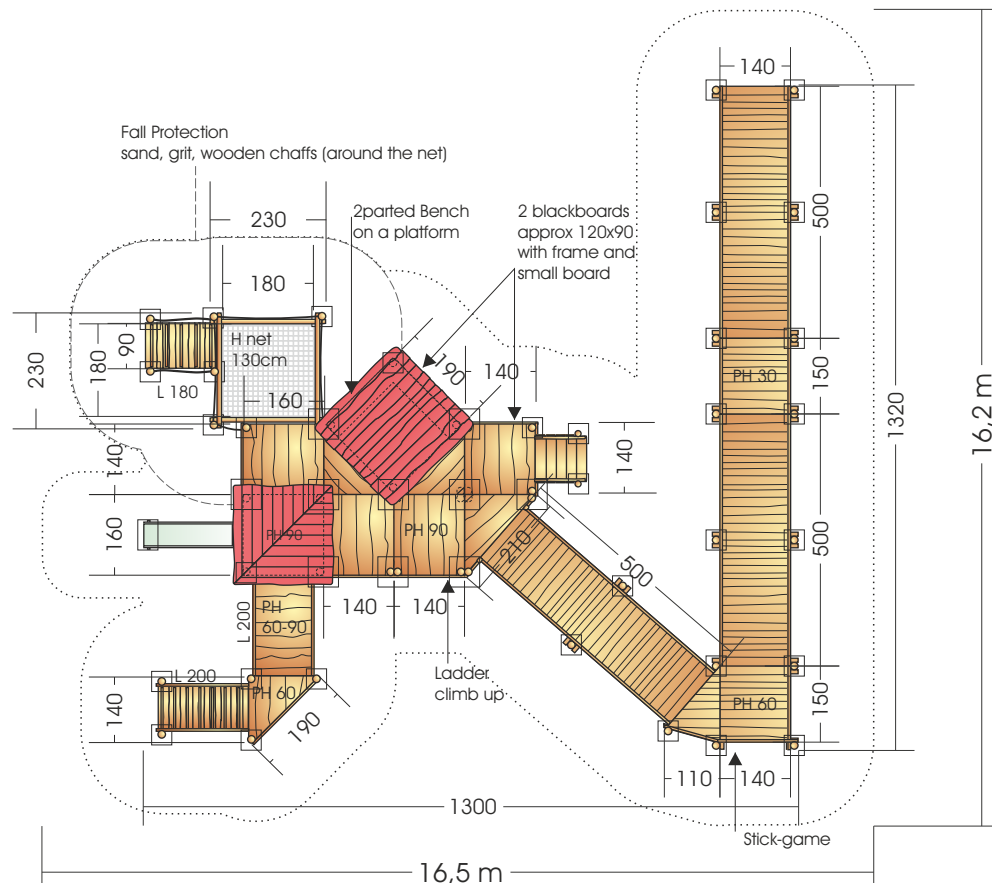 140
Fall Protection
sand, grit, wooden chaffs (around the net)
230
2parted Bench
on a platform
2 blackboards
approx 120x90
with frame and
small board
500
180
230
180
90
H net
130cm
L 180
160
190
140
150
PH 30
1320
16,2 m
140
140
160
PH 90
PH 90
210
500
500
140
140
L 200
PH
60-90
Ladder
climb up
L 200
PH 60
140
190
PH 60
150
110
140
1300
Stick-game
16,5 m